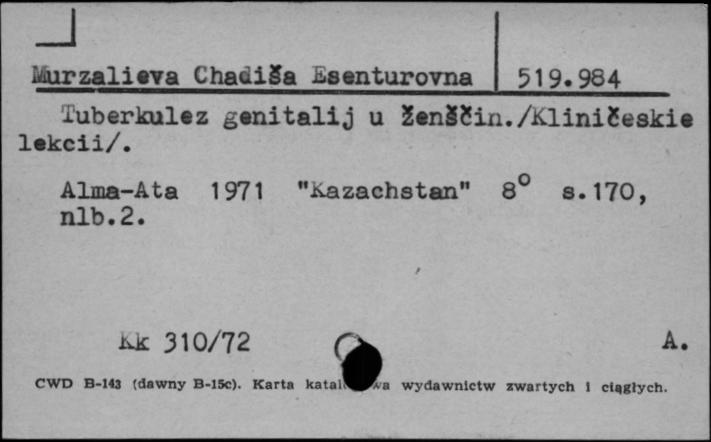 Murzalieva Chadiša Esenturovna 519.984
Tuberkulez genitalij u ženščin./Kliničeskie
lekcii/.
Alma-Ata 1971 "Kazachstan" 8° s.170,
nlb.2.
Kk 310/72 A.
CWD B-143 (dawny B-15c). Karta wydawnictw zwartych i ciągłych.